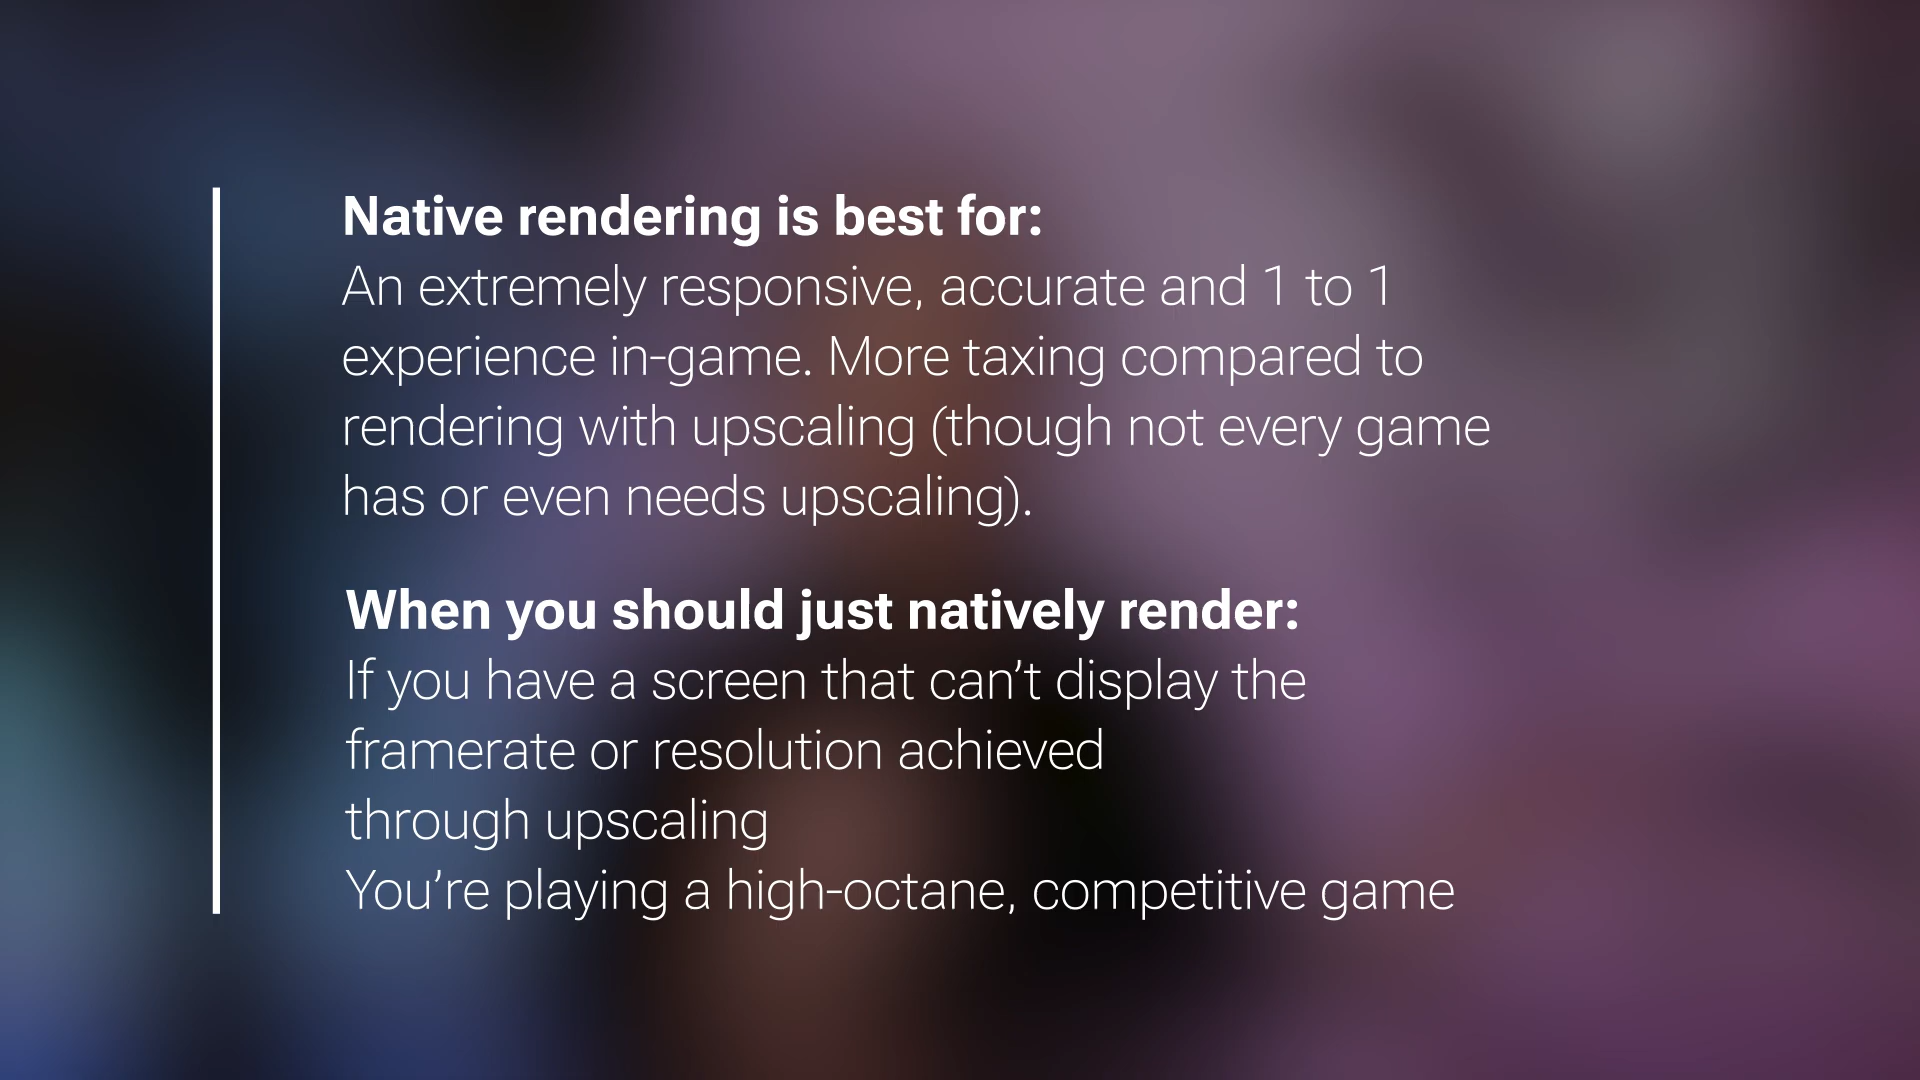 Native rendering is best for:
An extremely responsive, accurate and 1 to 1
experience in-game. More taxing compared to
rendering with upscaling (though not every game
has or even needs upscaling).
When you should just natively render:
If you have a screen that can’t display the
framerate or resolution achieved
through upscaling
You’re playing a high-octane, competitive game